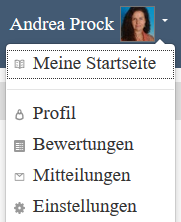 Andrea Prock
Meine Startseite
Profil
Bewertungen
Mitteilungen
Einstellungen